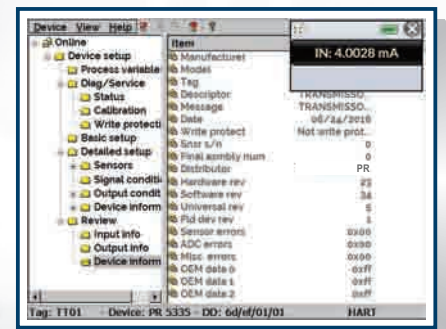 Device View Help
Online
Device setup
Process variable
Diag/Service
Status
Calibration
Write protecti
Basic setup
Detailed setup
Sensors
Signal conditi
Output condit
Device inform
Review
Input info
Output info
Device inform
Item
Manufacturer
Model
Tag
Descriptor TRANSMISSO...
Message TRANSMISSO...
Date 06/24/2016
Write protect Not write prot...
Snsr s/n 0
Final asmbly num 0
Distributor PR
Hardware rev 23
Software rev 34
Universal rev 5
Fld dev rev 1
Sensor errors 0x00
ADC errors 0x00
Misc. errors 0x00
OEM data 0 0xff
OEM data 1 0xff
OEM data 2 0xff
IN: 4.0028 mA
Tag: TT01 Device: PR 5335 - DD: 6d/ef/01/01 HART